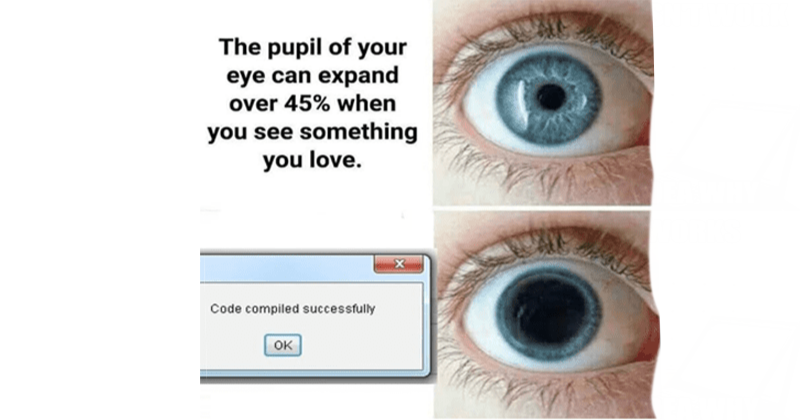 The pupil of your
eye can expand
over 45% when
you see something
you love.
Code compiled successfully
OK